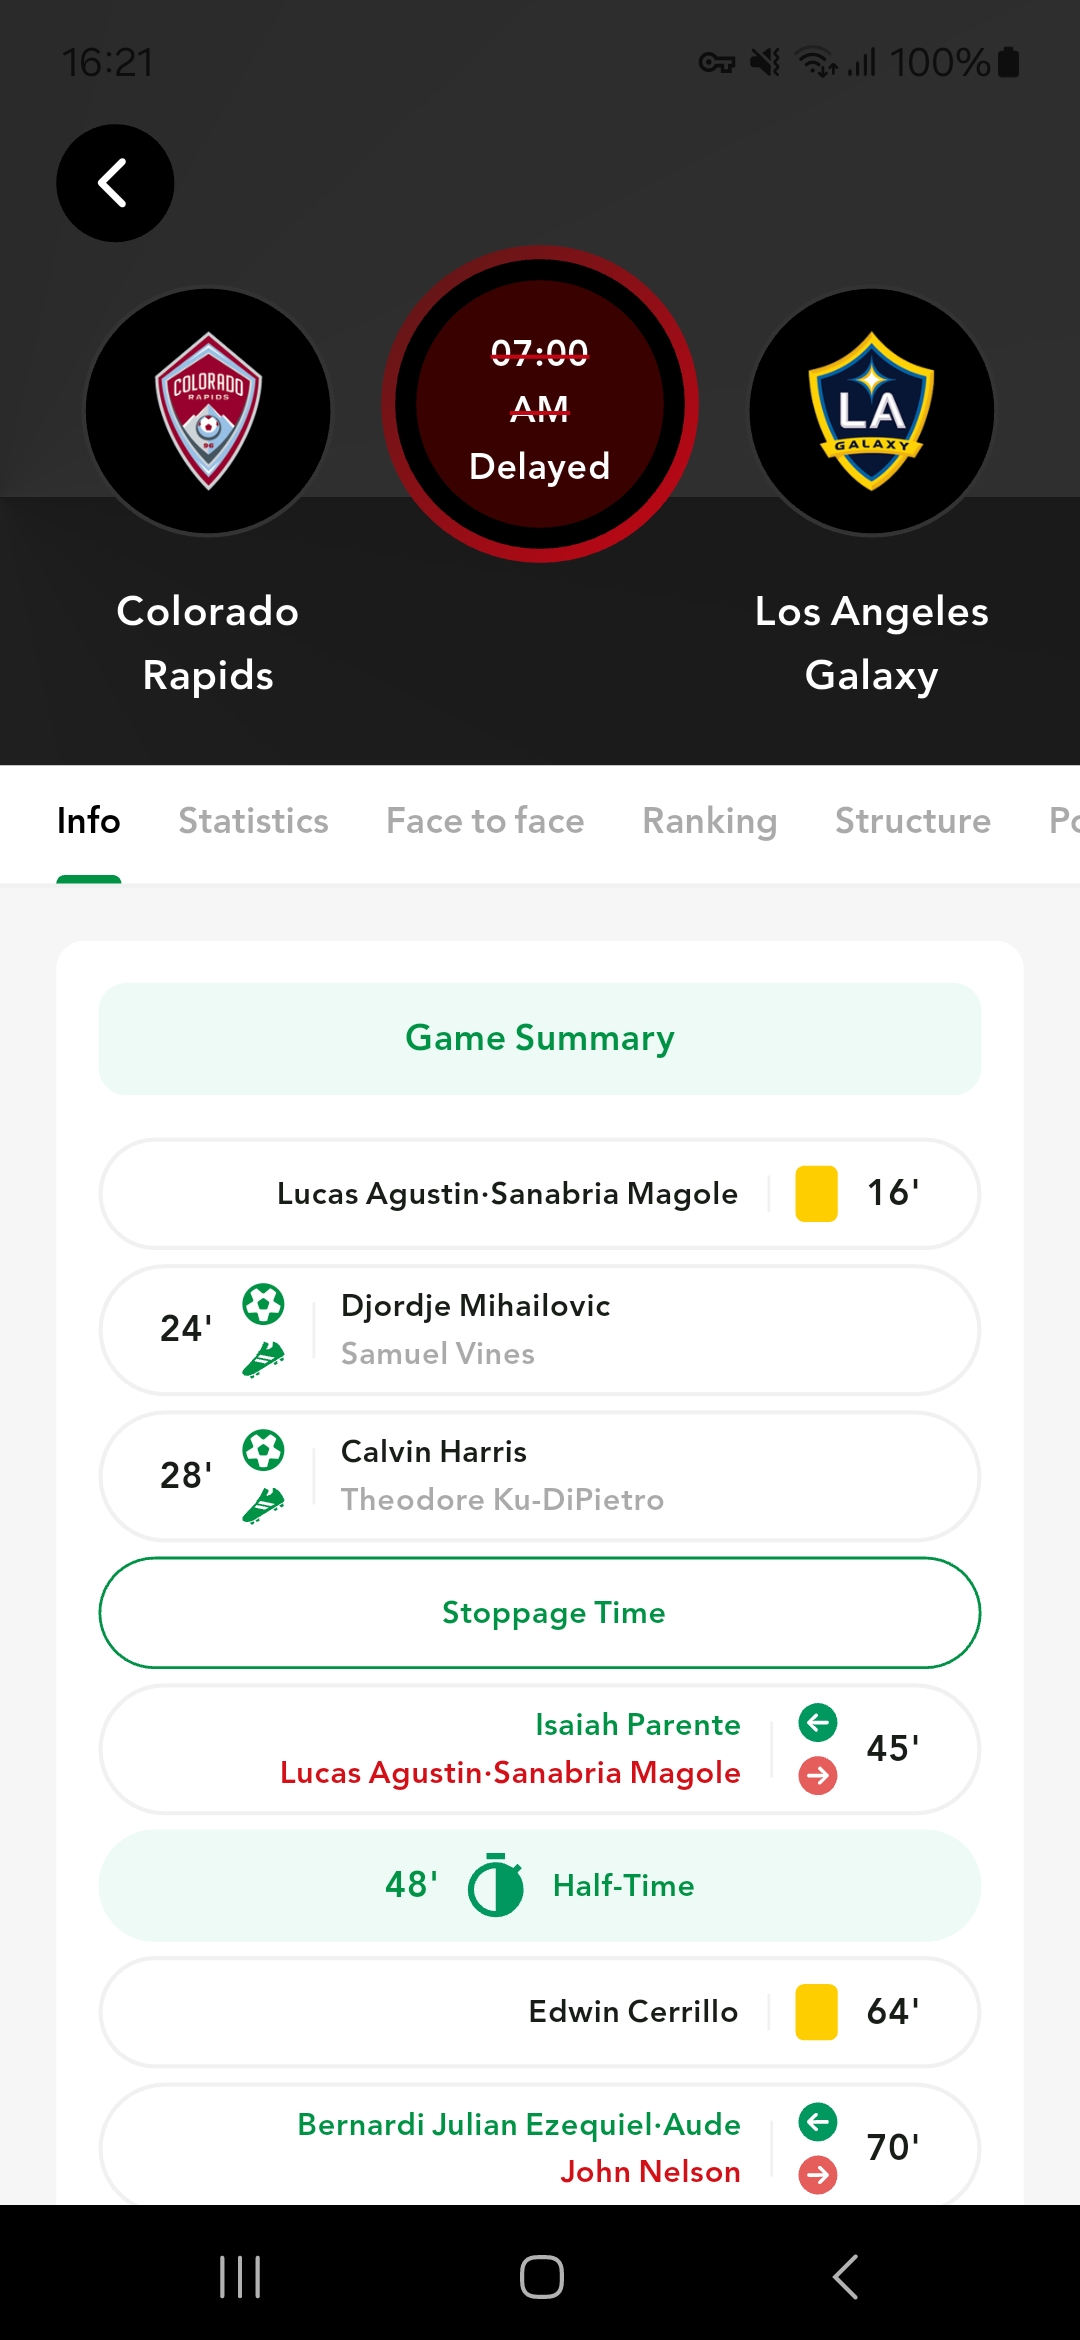 16:21
100%
COLORADO
RAPIDS
96
07:00
AM
Delayed
LA
GALAXY
Colorado
Rapids
Los Angeles
Galaxy
Info Statistics Face to face Ranking Structure Po
Game Summary
Lucas Agustin·Sanabria Magole 16'
24' Djordje Mihailovic
Samuel Vines
28' Calvin Harris
Theodore Ku-DiPietro
Stoppage Time
Isaiah Parente
Lucas Agustin·Sanabria Magole 45'
48' Half-Time
Edwin Cerrillo 64'
Bernardi Julian Ezequiel·Aude
John Nelson 70'